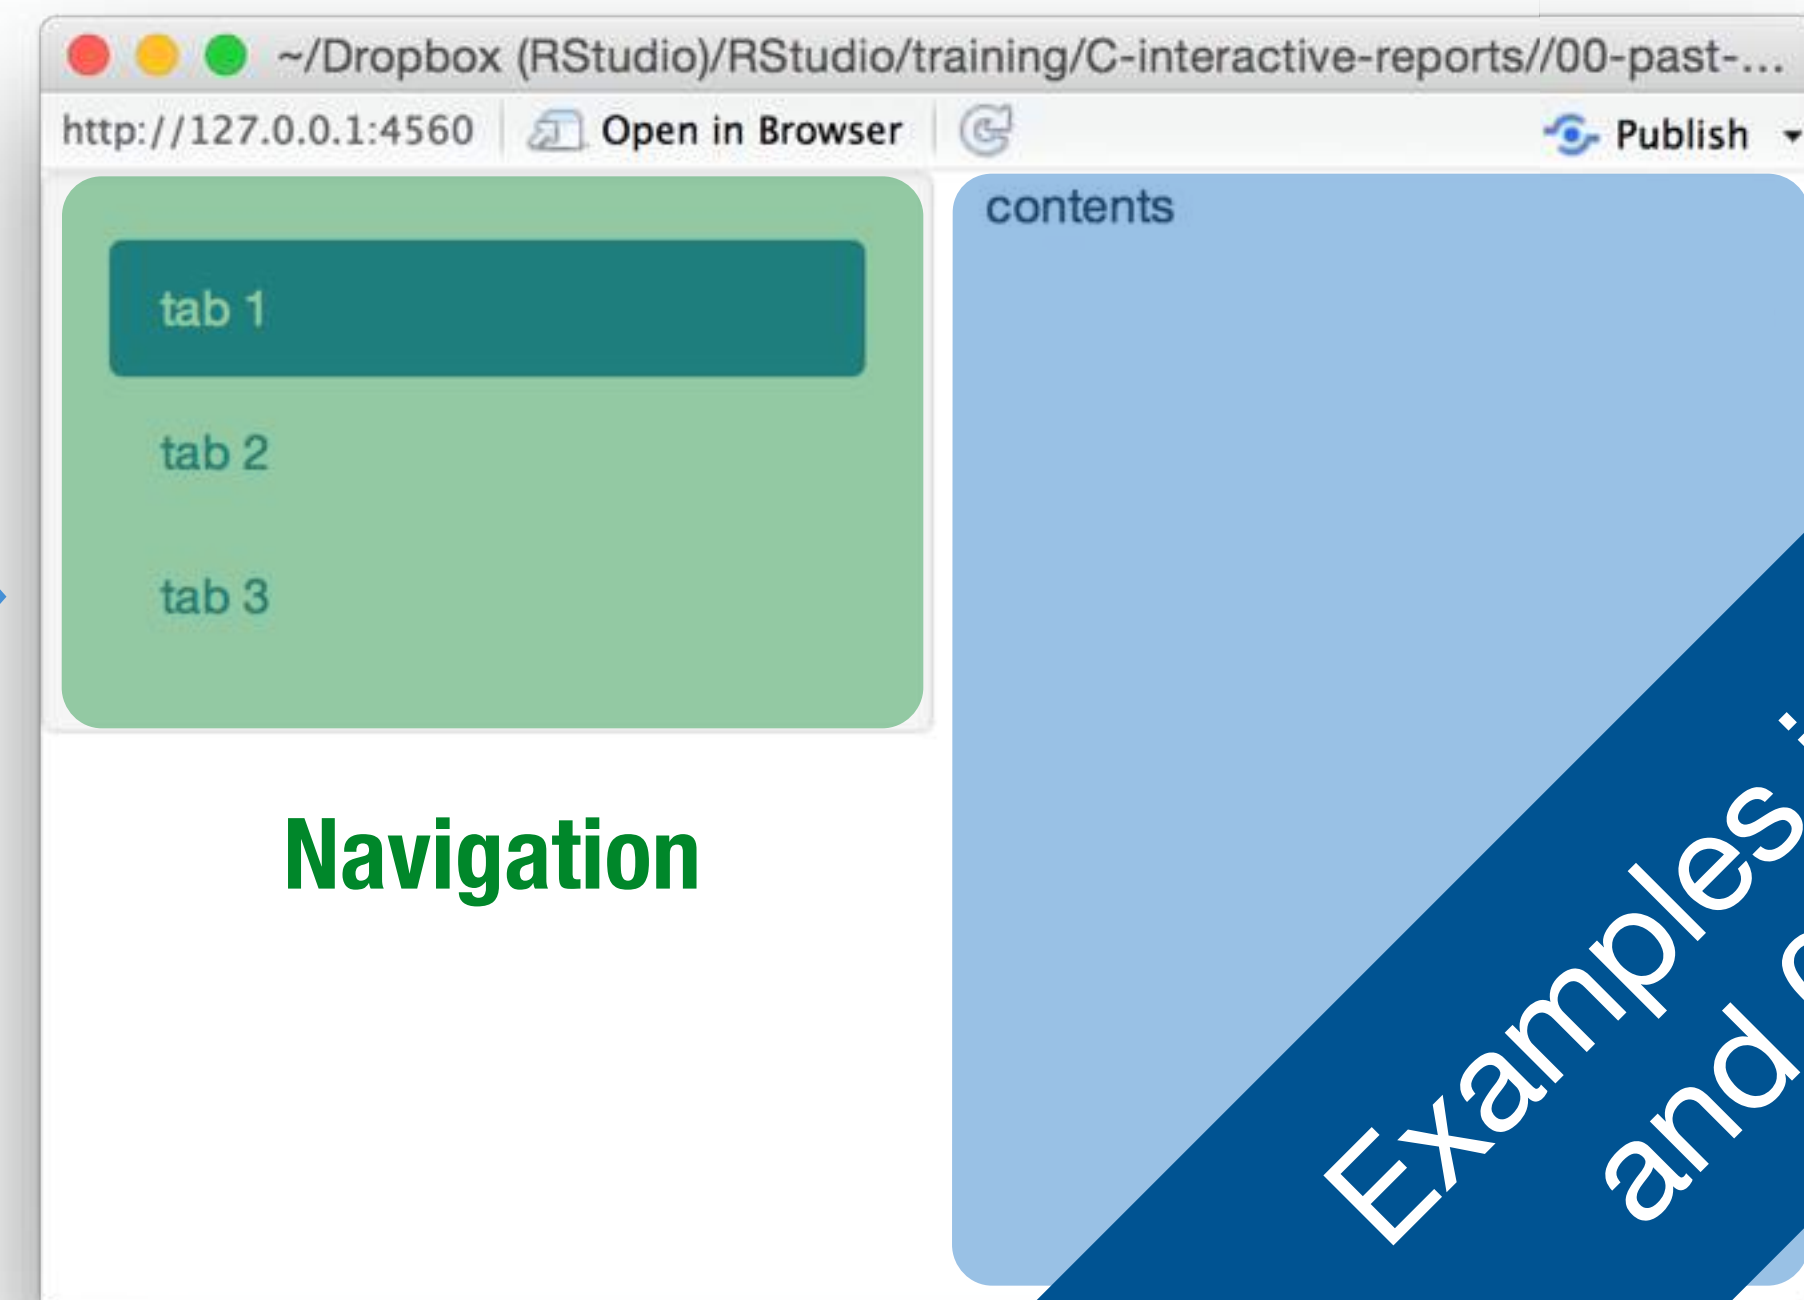 ~/Dropbox (RStudio)/RStudio/training/C-interactive-reports//00-past-...
http://127.0.0.1:4560 Open in Browser Publish
tab 1
tab 2
tab 3
contents
Navigation
Examples
and